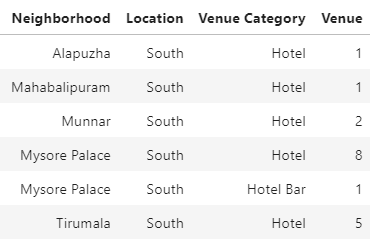 Neighborhood Location Venue Category Venue
Alapuzha South Hotel 1
Mahabalipuram South Hotel 1
Munnar South Hotel 2
Mysore Palace South Hotel 8
Mysore Palace South Hotel Bar 1
Tirumala South Hotel 5